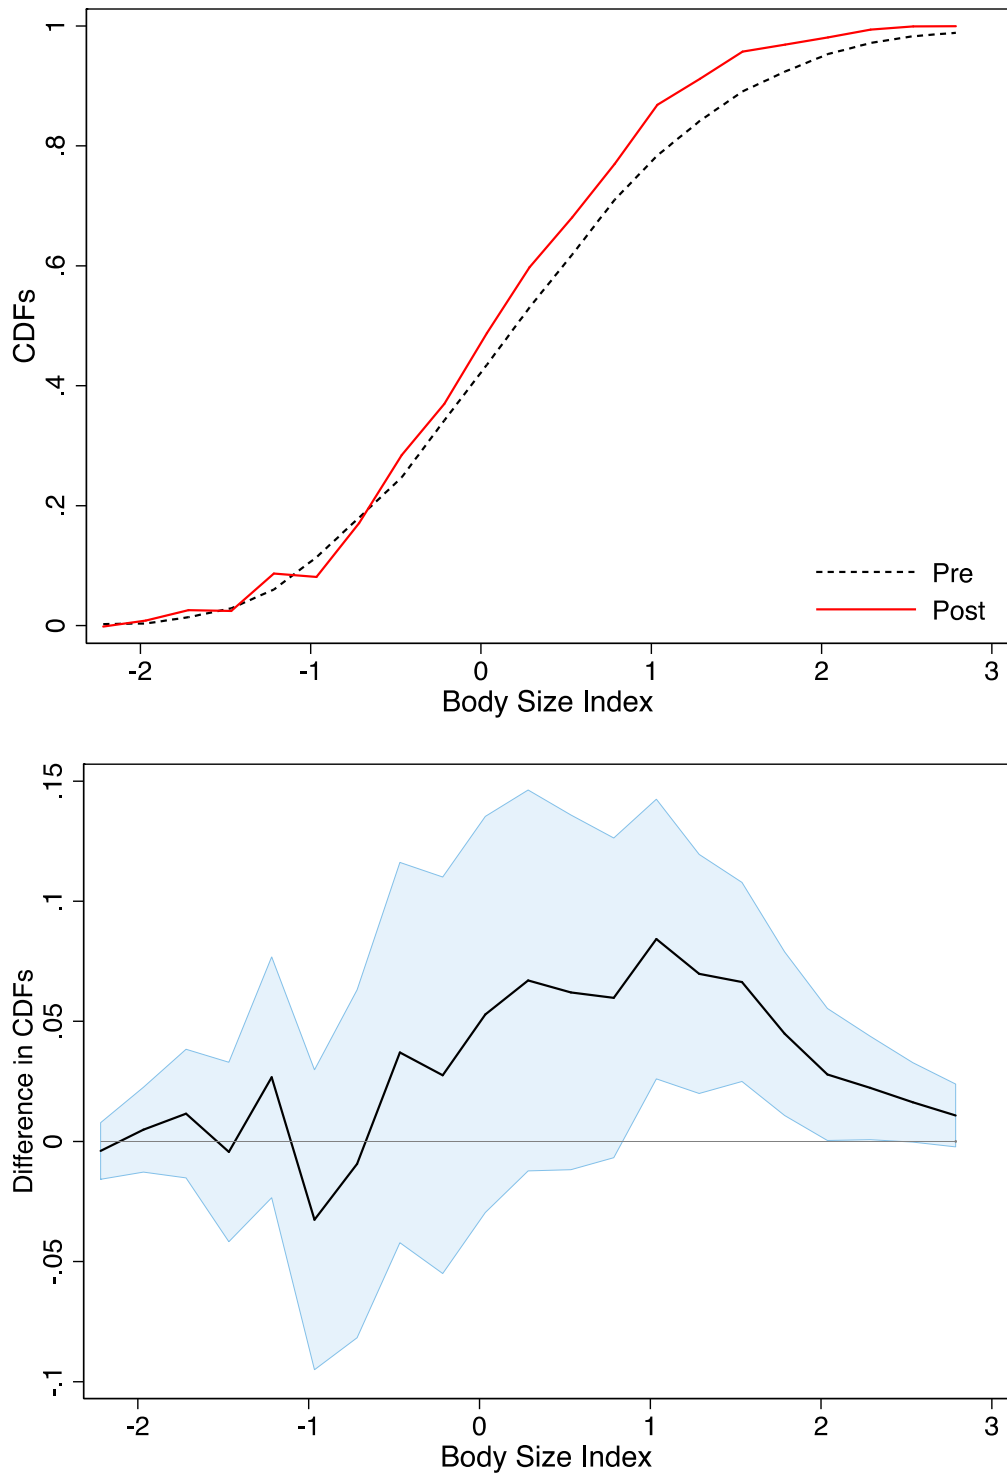 CDFs
1
.8
.6
.4
.2
0
Pre
Post
-2 -1 0 1 2 3
Body Size Index
Difference in CDFs
.15
.1
.05
0
-.05
-.1
-2 -1 0 1 2 3
Body Size Index